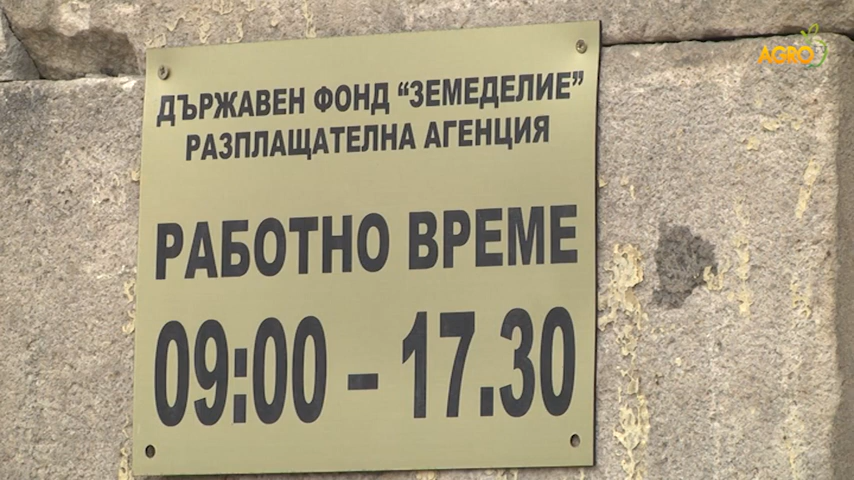 ДЪРЖАВЕН ФОНД “ЗЕМЕДЕЛИЕ”
РАЗПЛАЩАТЕЛНА АГЕНЦИЯ
РАБОТНО ВРЕМЕ
09:00 – 17.30
AGRO